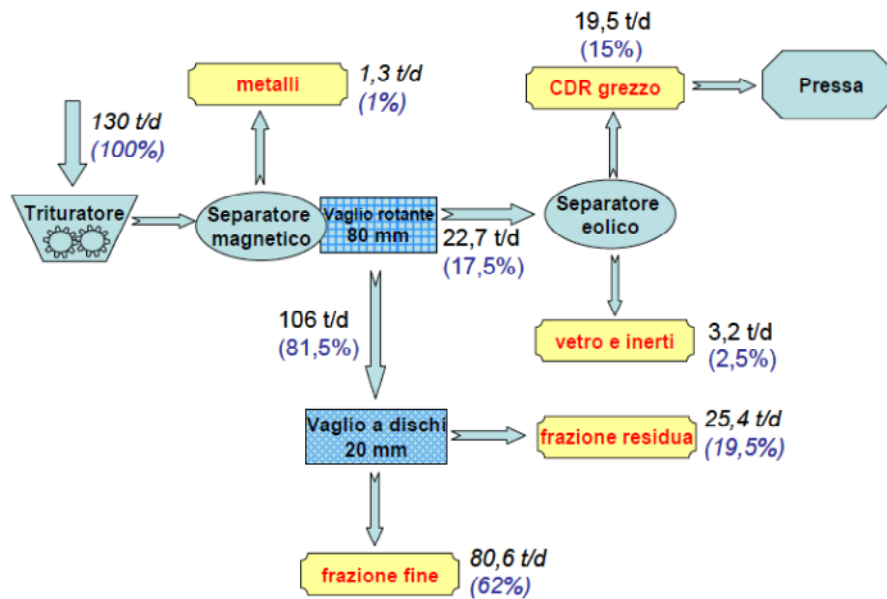 19,5 t/d
(15%)
metalli
1,3 t/d
(1%)
CDR grezzo
Pressa
130 t/d
(100%)
Trituratore
Separatore
magnetico
Vaglio rotante
80 mm
22,7 t/d
(17,5%)
Separatore
eolico
106 t/d
(81,5%)
vetro e inerti
3,2 t/d
(2,5%)
Vaglio a dischi
20 mm
frazione residua
25,4 t/d
(19,5%)
frazione fine
80,6 t/d
(62%)